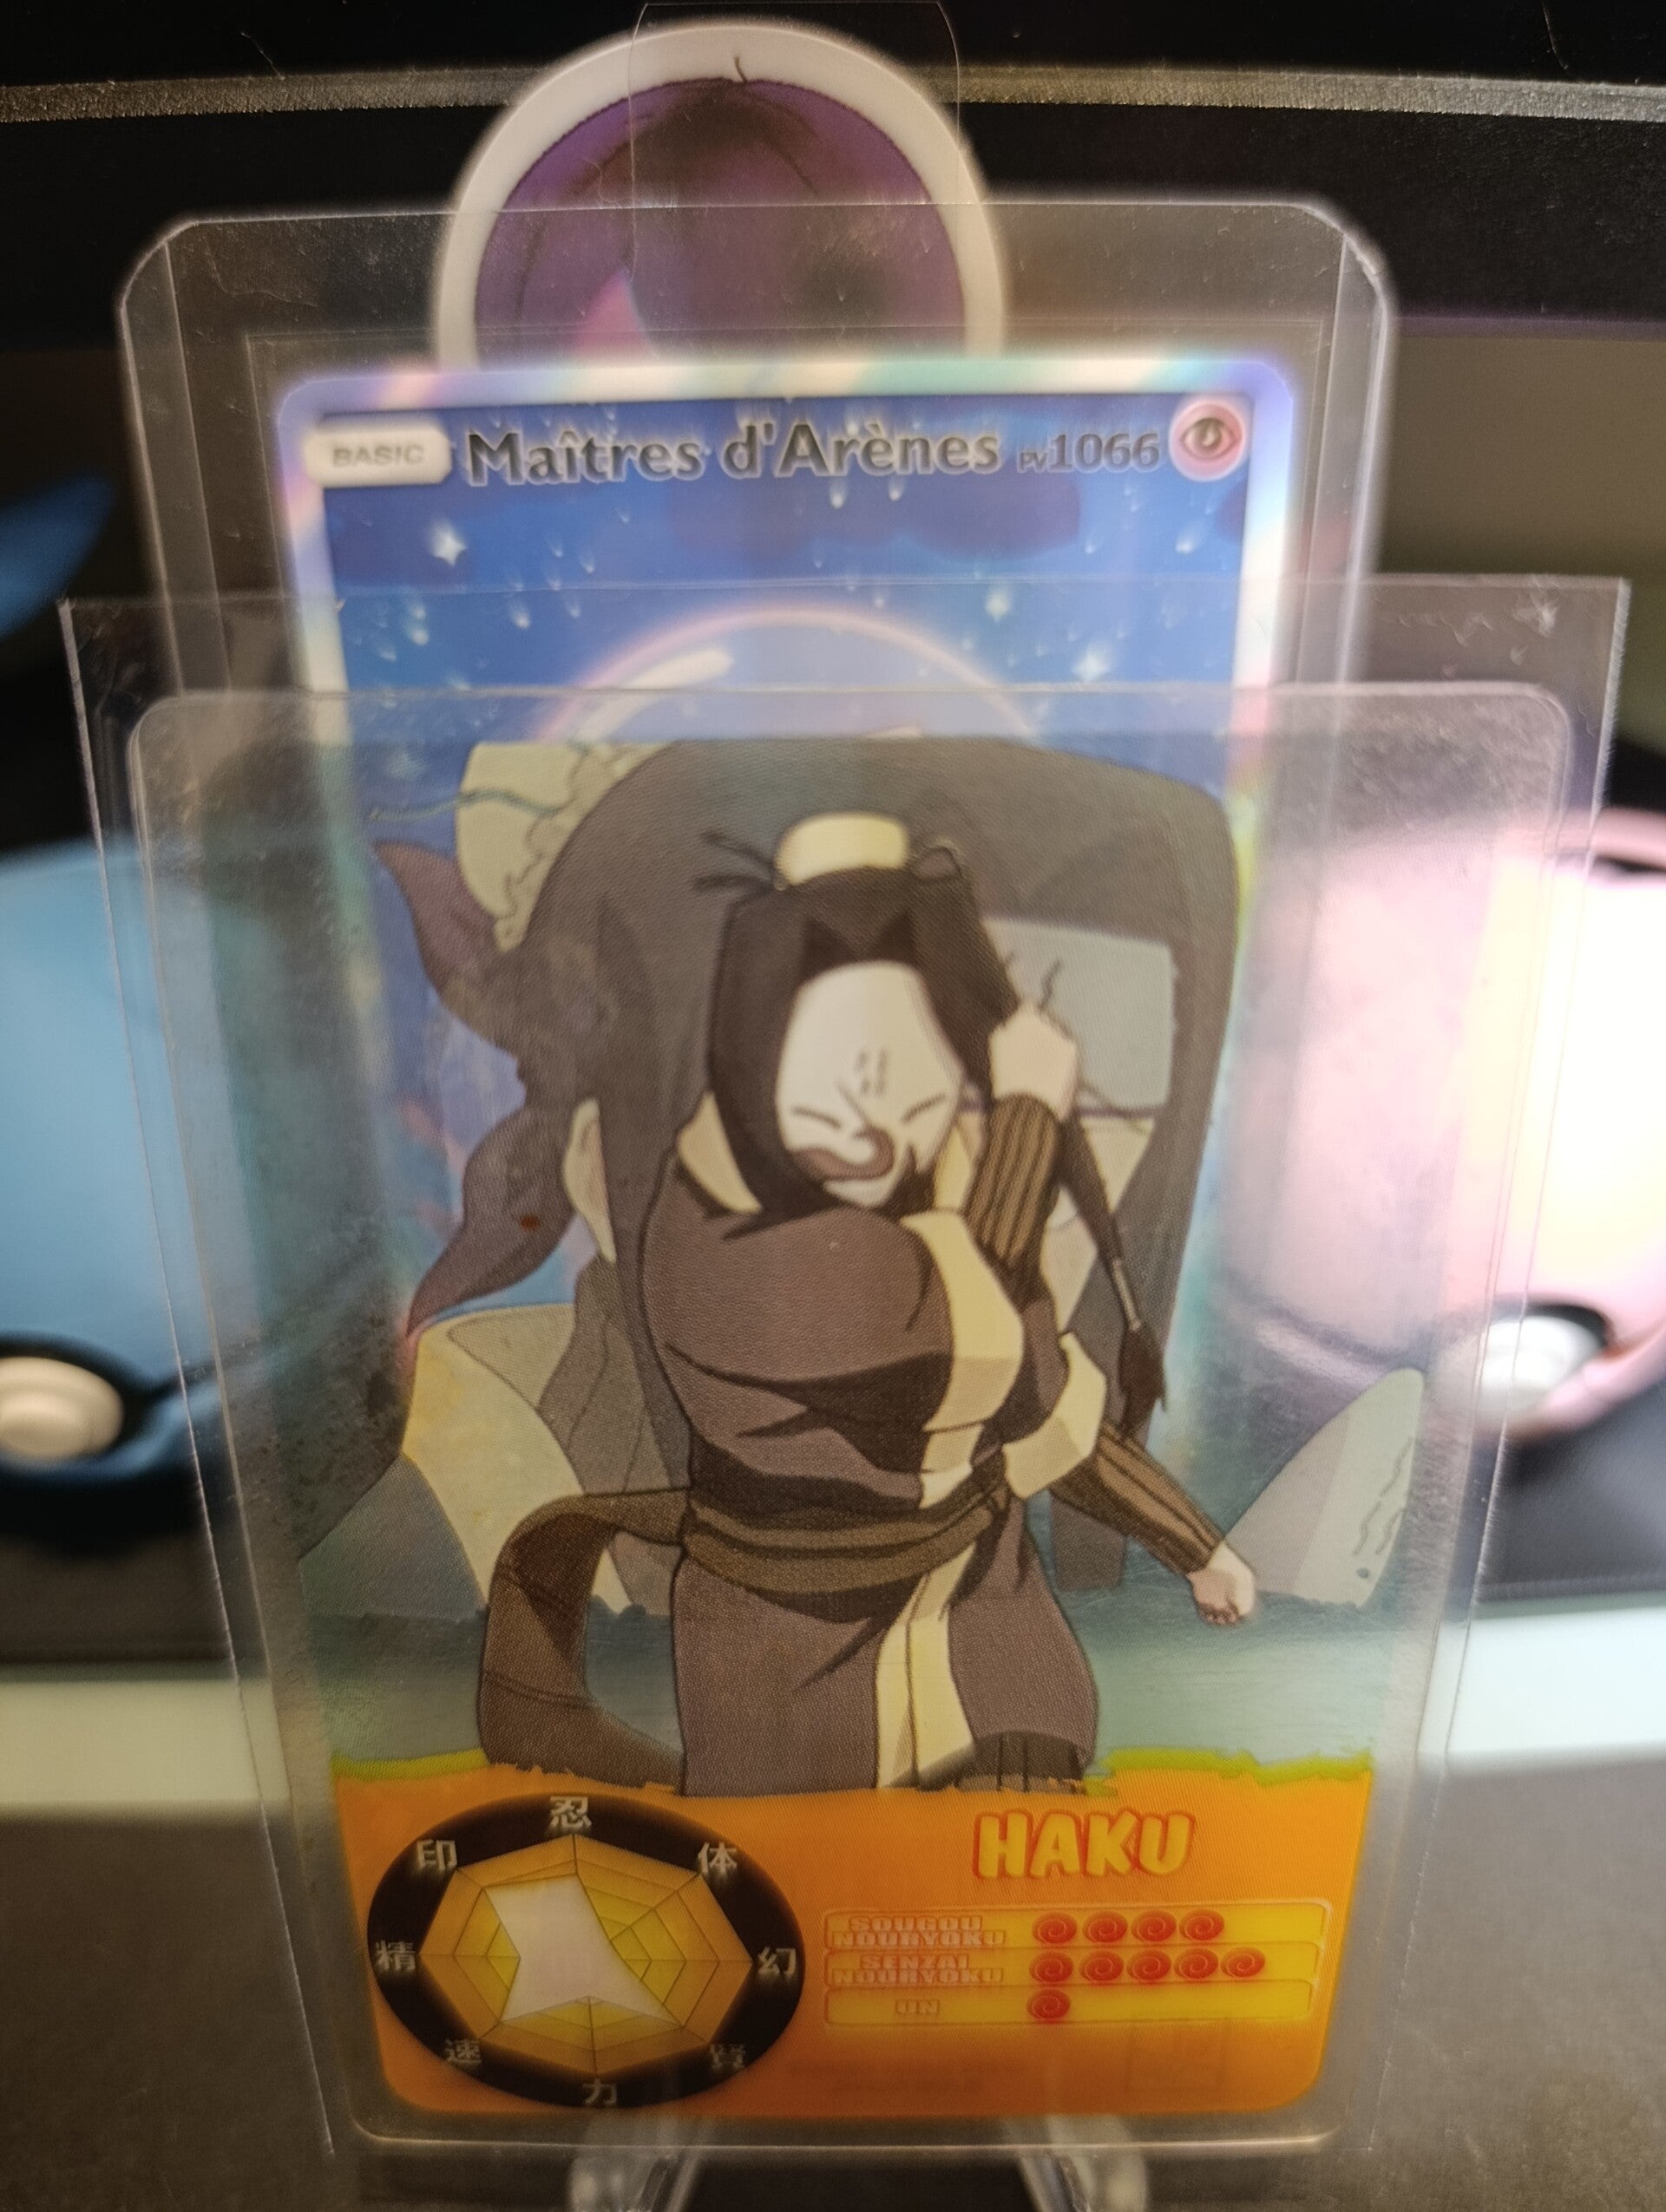 BASIC Maîtres d'Arènes PV1066
忍
印 体
精 幻
速 賢
力
HAKU
SOUGOU
NOURYOKU
SENZAI
NOURYOKU
UN